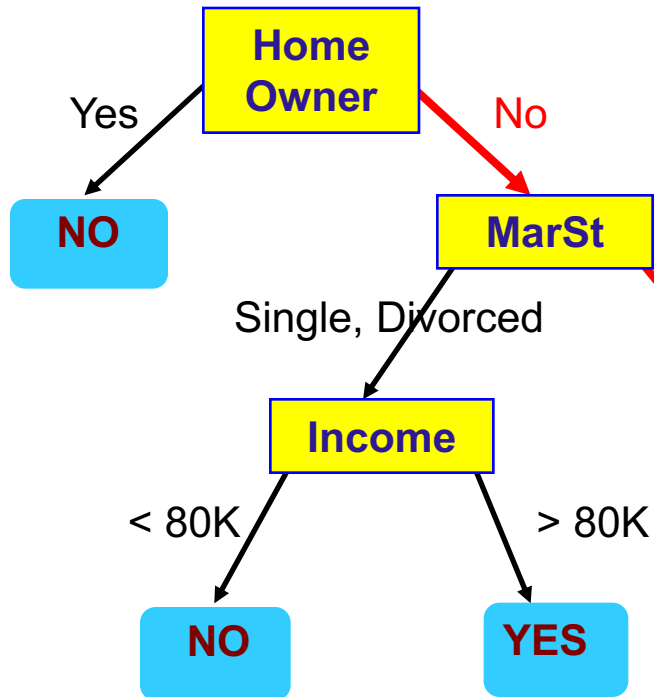 Home
Owner
Yes
No
NO
MarSt
Single, Divorced
Income
< 80K
> 80K
NO
YES